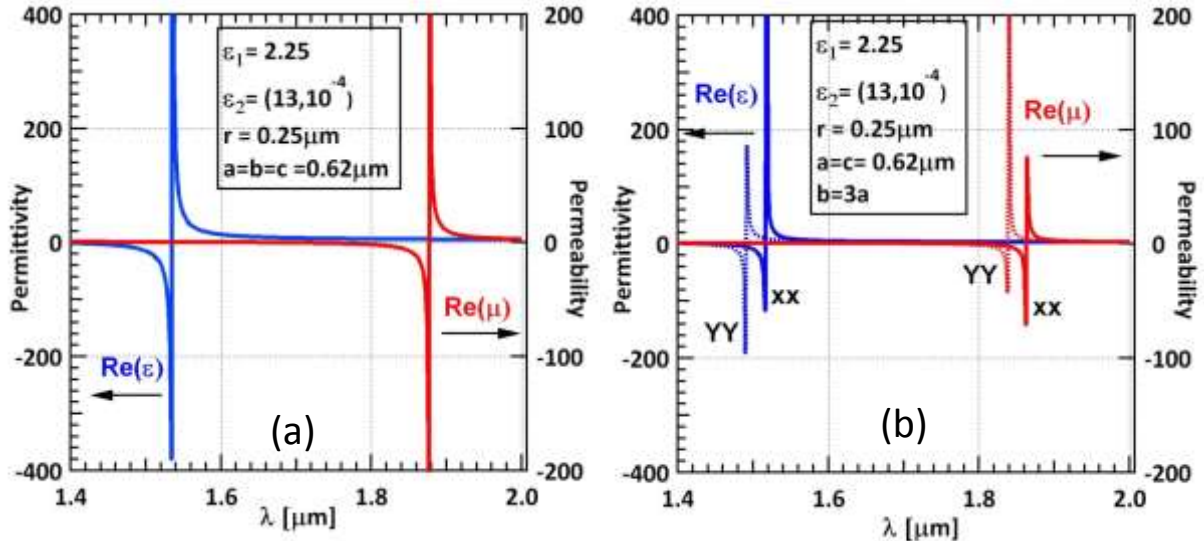 400
200
0
-200
-400
Permittivity
ε₁= 2.25
ε₂= (13,10⁻⁴)
r = 0.25μm
a=b=c =0.62μm
Re(ε)
Re(μ)
(a)
200
100
0
-100
-200
Permeability
1.4
1.6
1.8
2.0
λ [μm]
400
200
0
-200
-400
Permittivity
ε₁= 2.25
ε₂= (13,10⁻⁴)
r = 0.25μm
a=c= 0.62μm
b=3a
Re(ε)
Re(μ)
YY
xx
YY
xx
(b)
200
100
0
-100
-200
Permeability
1.4
1.6
1.8
2.0
λ [μm]